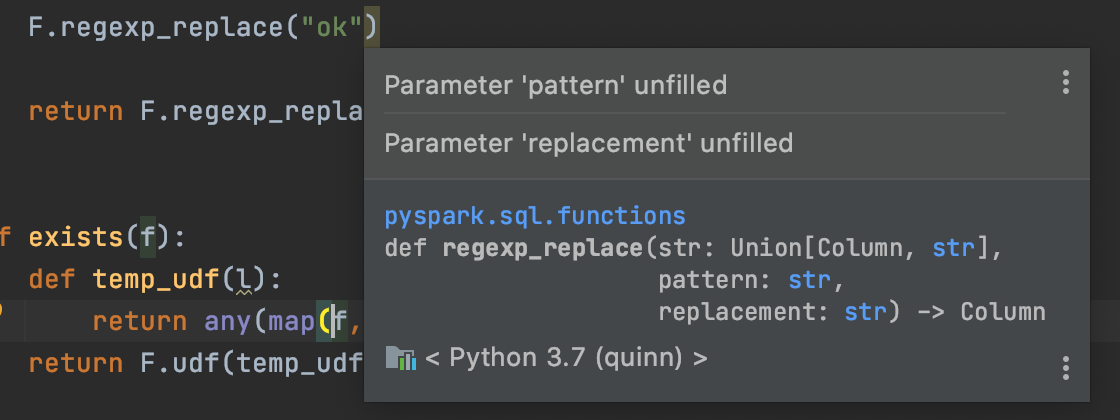 F.regexp_replace("ok")
Parameter 'pattern' unfilled
return F.regexp_repla
Parameter 'replacement' unfilled
pyspark.sql.functions
f exists(f):
def regexp_replace(str: Union[Column, str],
def temp_udf(l):
pattern: str,
return any(map(f,
replacement: str) -> Column
return F.udf(temp_udf
< Python 3.7 (quinn) >